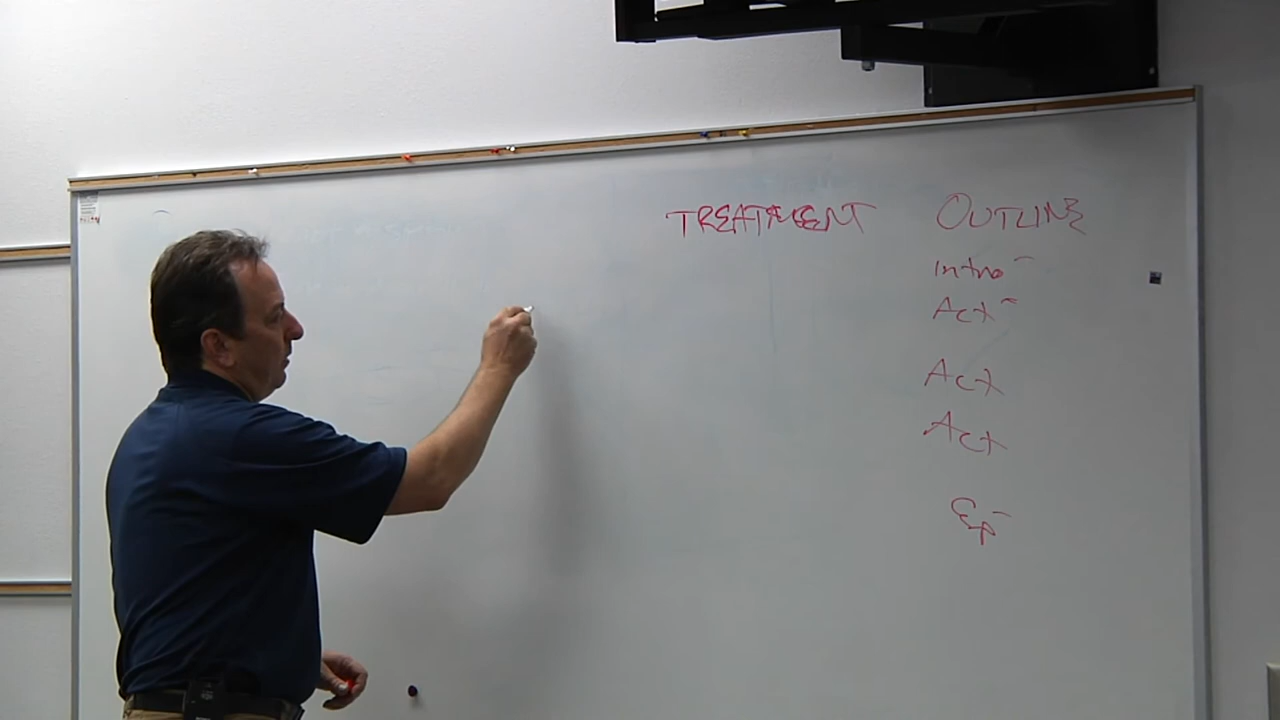 TREATMENT OUTLINE
Intro -
Act -
Act
Act
Ep -